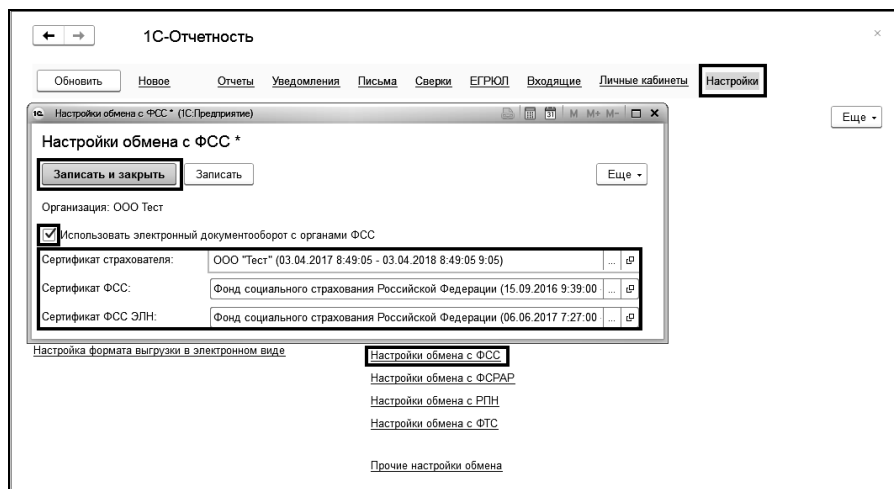 1С-Отчетность
Обновить Новое Отчеты Уведомления Письма Сверки ЕГРЮЛ Входящие Личные кабинеты Настройки
Еще
1С Настройки обмена с ФСС * (1С:Предприятие) 31 M M+ M-
Настройки обмена с ФСС *
Записать и закрыть Записать Еще
Организация: ООО Тест
Использовать электронный документооборот с органами ФСС
Сертификат страхователя: ООО "Тест" (03.04.2017 8:49:05 - 03.04.2018 8:49:05 9:05) ...
Сертификат ФСС: Фонд социального страхования Российской Федерации (15.09.2016 9:39:00 - ...
Сертификат ФСС ЭЛН: Фонд социального страхования Российской Федерации (06.06.2017 7:27:00 - ...
Настройка формата выгрузки в электронном виде
Настройки обмена с ФСС
Настройки обмена с ФСРАР
Настройки обмена с РПН
Настройки обмена с ФТС
Прочие настройки обмена